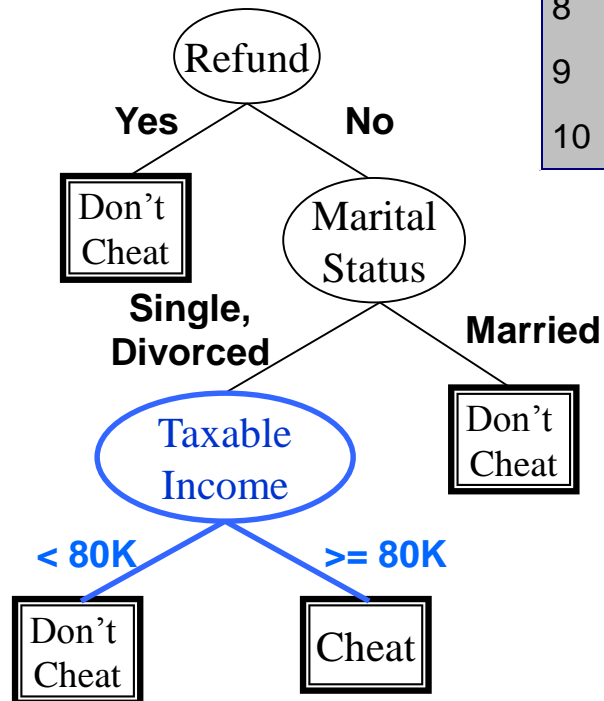 8
9
10
Refund
Yes
No
Don't
Cheat
Marital
Status
Single,
Divorced
Married
Taxable
Income
Don't
Cheat
< 80K
>= 80K
Don't
Cheat
Cheat